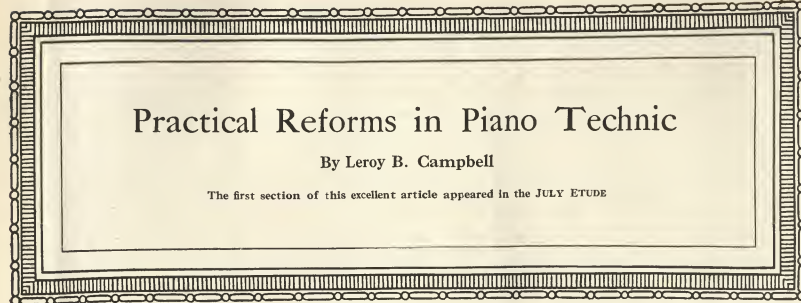 Practical Reforms in Piano Technic
By Leroy B. Campbell
The first section of this excellent article appeared in the JULY ETUDE